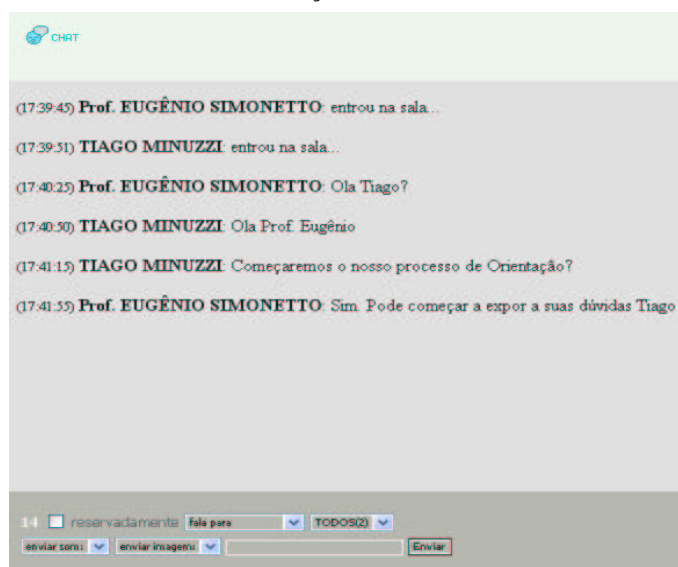 CHAT
(17:39:45) Prof. EUGÊNIO SIMONETTO: entrou na sala...
(17:39:51) TIAGO MINUZZI: entrou na sala...
(17:40:25) Prof. EUGÊNIO SIMONETTO: Ola Tiago?
(17:40:50) TIAGO MINUZZI: Ola Prof. Eugênio
(17:41:15) TIAGO MINUZZI: Começaremos o nosso processo de Orientação?
(17:41:55) Prof. EUGÊNIO SIMONETTO: Sim. Pode começar a expor a suas dúvidas Tiago
14 reservadamente fala para TODOS(2)
enviar som: enviar imagem: Enviar